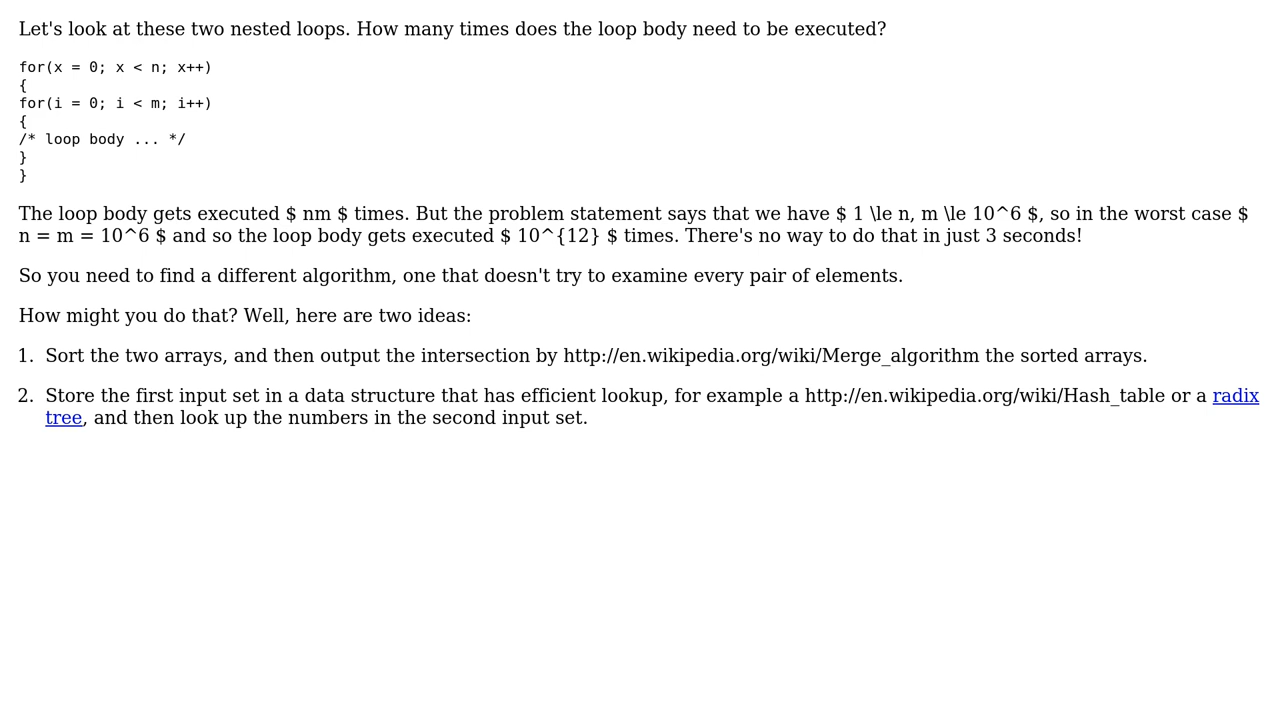 Let's look at these two nested loops. How many times does the loop body need to be executed?
for(x = 0; x < n; x++)
{
for(i = 0; i < m; i++)
{
/* loop body ... */
}
}
The loop body gets executed $ nm $ times. But the problem statement says that we have $ 1 \le n, m \le 10^6 $, so in the worst case $
n = m = 10^6 $ and so the loop body gets executed $ 10^{12} $ times. There's no way to do that in just 3 seconds!
So you need to find a different algorithm, one that doesn't try to examine every pair of elements.
How might you do that? Well, here are two ideas:
1. Sort the two arrays, and then output the intersection by http://en.wikipedia.org/wiki/Merge_algorithm the sorted arrays.
2. Store the first input set in a data structure that has efficient lookup, for example a http://en.wikipedia.org/wiki/Hash_table or a radix
tree, and then look up the numbers in the second input set.